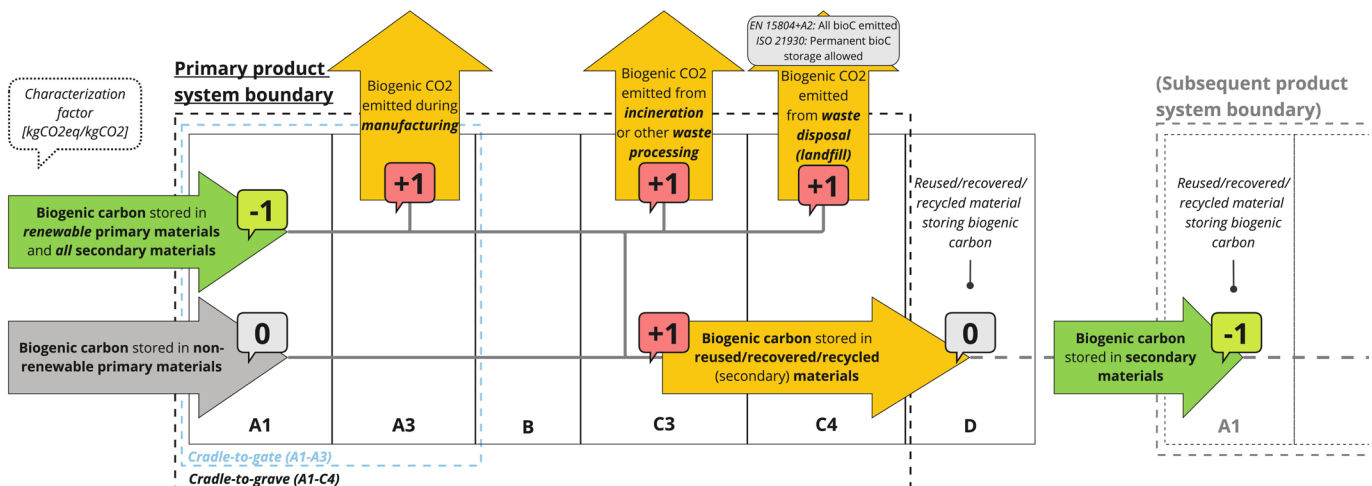 Characterization
factor
[kgCO2eq/kgCO2]
Primary product
system boundary
Biogenic CO2
emitted during
manufacturing
+1
Biogenic CO2
emitted from
incineration
or other waste
processing
+1
EN 15804+A2: All bioC emitted
ISO 21930: Permanent bioC
storage allowed
Biogenic CO2
emitted
from waste
disposal
(landfill)
+1
(Subsequent product
system boundary)
Biogenic carbon stored in
renewable primary materials
and all secondary materials
-1
Reused/recovered/
recycled material
storing biogenic
carbon
Reused/recovered/
recycled material
storing biogenic
carbon
Biogenic carbon stored in non-
renewable primary materials
0
+1
Biogenic carbon stored in
reused/recovered/recycled
(secondary) materials
0
Biogenic carbon
stored in secondary
materials
-1
A1
A3
B
C3
C4
D
A1
Cradle-to-gate (A1-A3)
Cradle-to-grave (A1-C4)